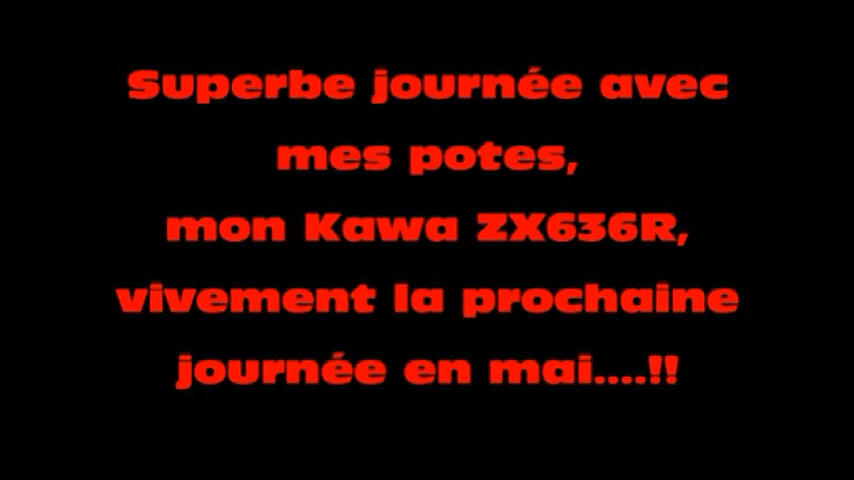 Superbe journée avec
mes potes,
mon Kawa ZX636R,
vivement la prochaine
journée en mai....!!